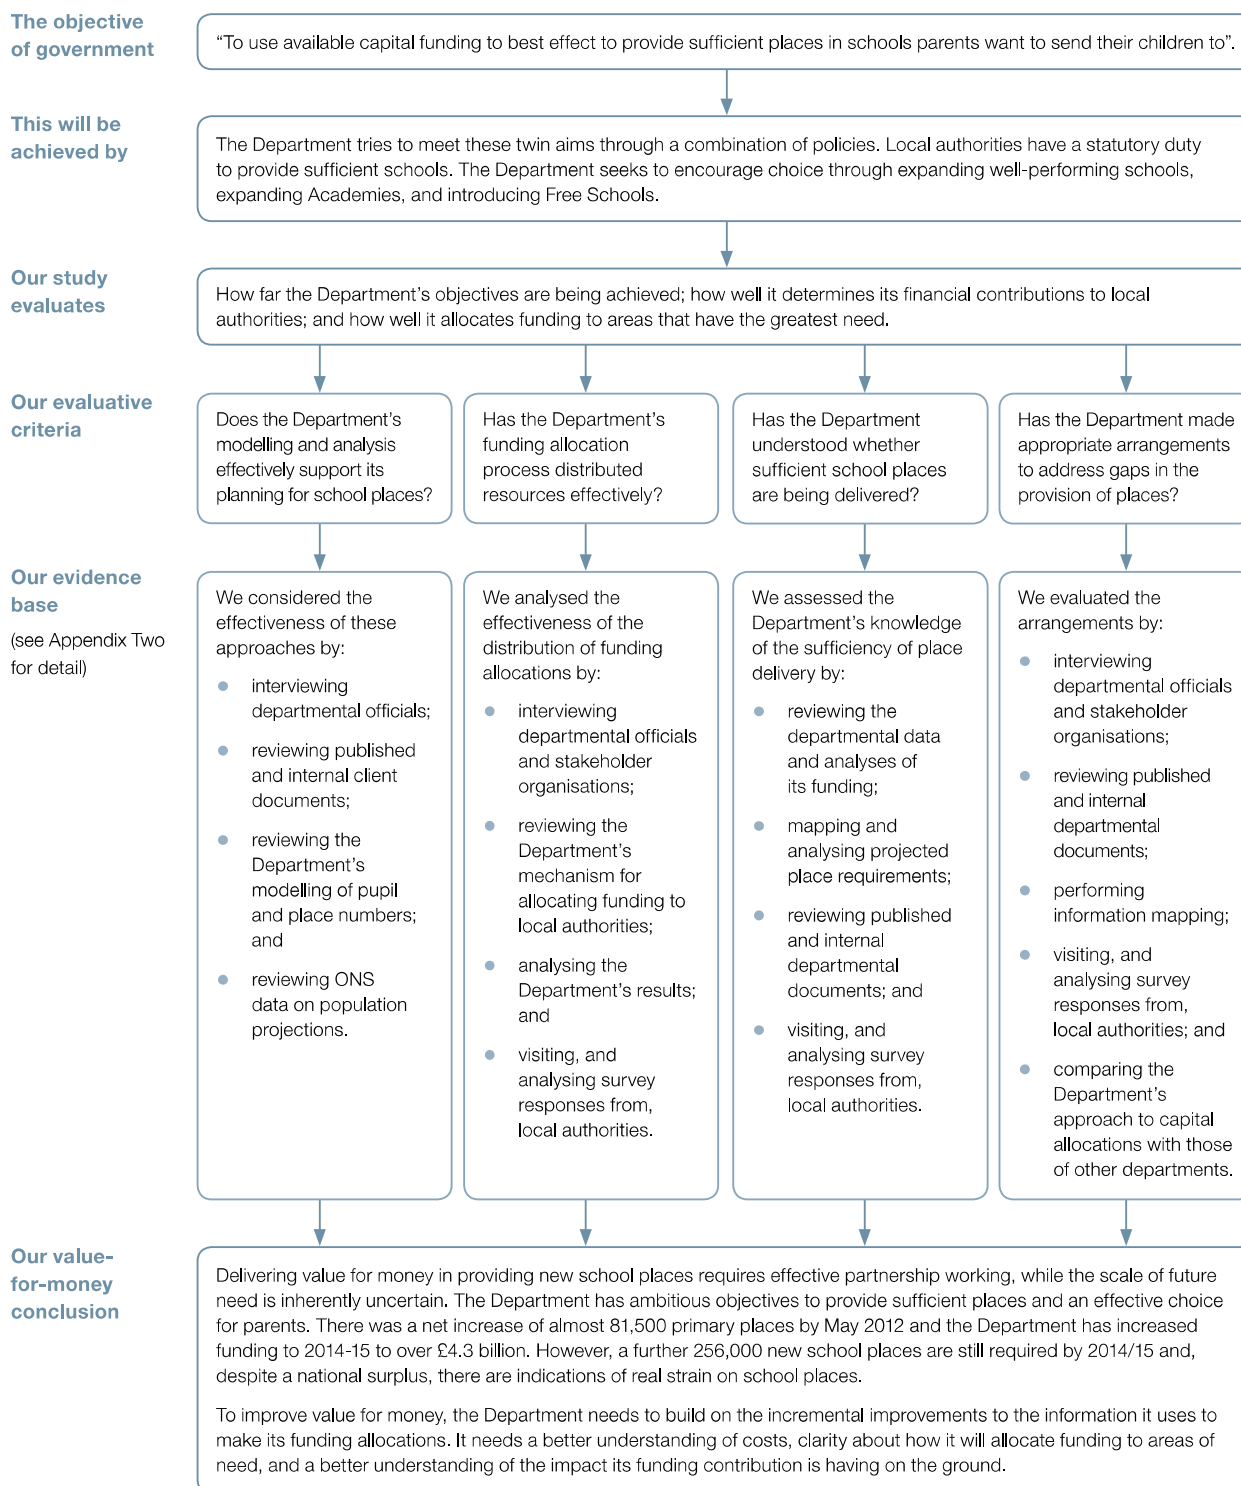 The objective
of government
“To use available capital funding to best effect to provide sufficient places in schools parents want to send their children to”.
This will be
achieved by
The Department tries to meet these twin aims through a combination of policies. Local authorities have a statutory duty
to provide sufficient schools. The Department seeks to encourage choice through expanding well-performing schools,
expanding Academies, and introducing Free Schools.
Our study
evaluates
How far the Department’s objectives are being achieved; how well it determines its financial contributions to local
authorities; and how well it allocates funding to areas that have the greatest need.
Our evaluative
criteria
Does the Department’s
modelling and analysis
effectively support its
planning for school places?
Has the Department’s
funding allocation
process distributed
resources effectively?
Has the Department
understood whether
sufficient school places
are being delivered?
Has the Department made
appropriate arrangements
to address gaps in the
provision of places?
Our evidence
base
(see Appendix Two
for detail)
We considered the
effectiveness of these
approaches by:
• interviewing
departmental officials;
• reviewing published
and internal client
documents;
• reviewing the
Department’s
modelling of pupil
and place numbers;
and
• reviewing ONS
data on population
projections.
We analysed the
effectiveness of the
distribution of funding
allocations by:
• interviewing
departmental officials
and stakeholder
organisations;
• reviewing the
Department’s
mechanism for
allocating funding to
local authorities;
• analysing the
Department’s results;
and
• visiting, and
analysing survey
responses from,
local authorities.
We assessed the
Department’s knowledge
of the sufficiency of place
delivery by:
• reviewing the
departmental data
and analyses of
its funding;
• mapping and
analysing projected
place requirements;
• reviewing published
and internal
departmental
documents; and
• visiting, and
analysing survey
responses from,
local authorities.
We evaluated the
arrangements by:
• interviewing
departmental officials
and stakeholder
organisations;
• reviewing published
and internal
departmental
documents;
• performing
information mapping;
• visiting, and
analysing survey
responses from,
local authorities; and
• comparing the
Department’s
approach to capital
allocations with those
of other departments.
Our value-
for-money
conclusion
Delivering value for money in providing new school places requires effective partnership working, while the scale of future
need is inherently uncertain. The Department has ambitious objectives to provide sufficient places and an effective choice
for parents. There was a net increase of almost 81,500 primary places by May 2012 and the Department has increased
funding to 2014-15 to over £4.3 billion. However, a further 256,000 new school places are still required by 2014/15 and,
despite a national surplus, there are indications of real strain on school places.
To improve value for money, the Department needs to build on the incremental improvements to the information it uses to
make its funding allocations. It needs a better understanding of costs, clarity about how it will allocate funding to areas of
need, and a better understanding of the impact its funding contribution is having on the ground.